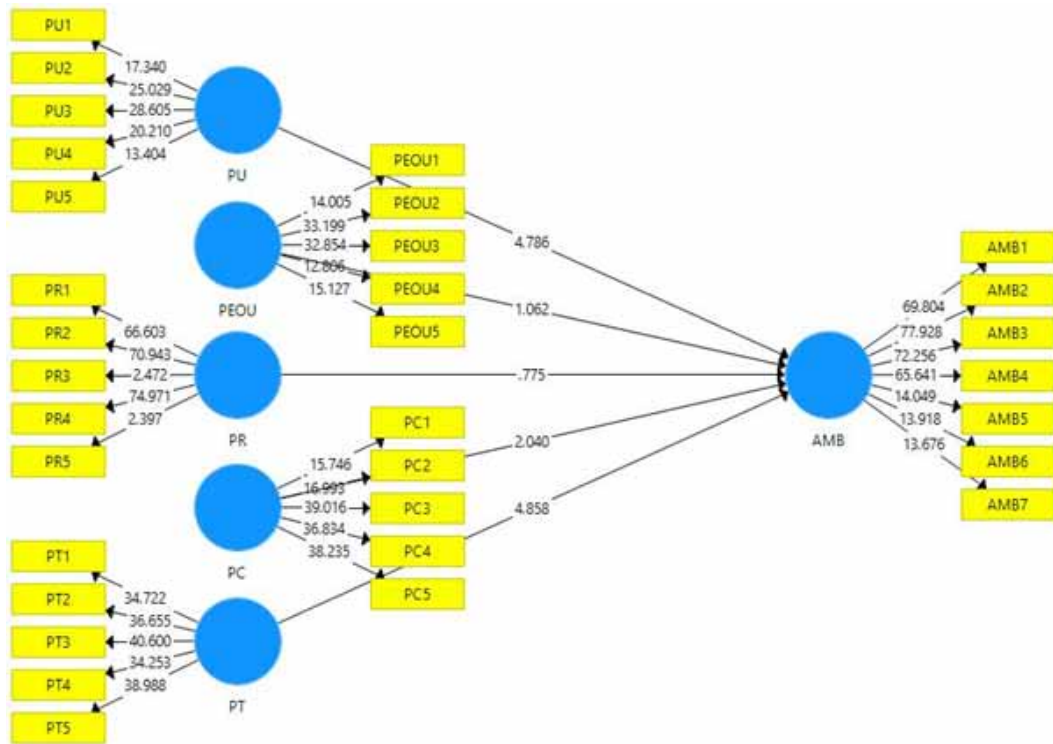 PU1
PU2
PU3
PU4
PU5
17.340
25.029
28.605
20.210
13.404
PU
PEOU1
PEOU2
PEOU3
PEOU4
PEOU5
14.005
33.199
32.854
12.806
15.127
PEOU
4.786
1.062
PR1
PR2
PR3
PR4
PR5
66.603
70.943
2.472
74.971
2.397
PR
.775
PC1
PC2
PC3
PC4
PC5
15.746
16.993
39.016
36.834
38.235
PC
2.040
4.858
PT1
PT2
PT3
PT4
PT5
34.722
36.655
40.600
34.253
38.988
PT
AMB1
AMB2
AMB3
AMB4
AMB5
AMB6
AMB7
69.804
77.928
72.256
65.641
14.049
13.918
13.676
AMB